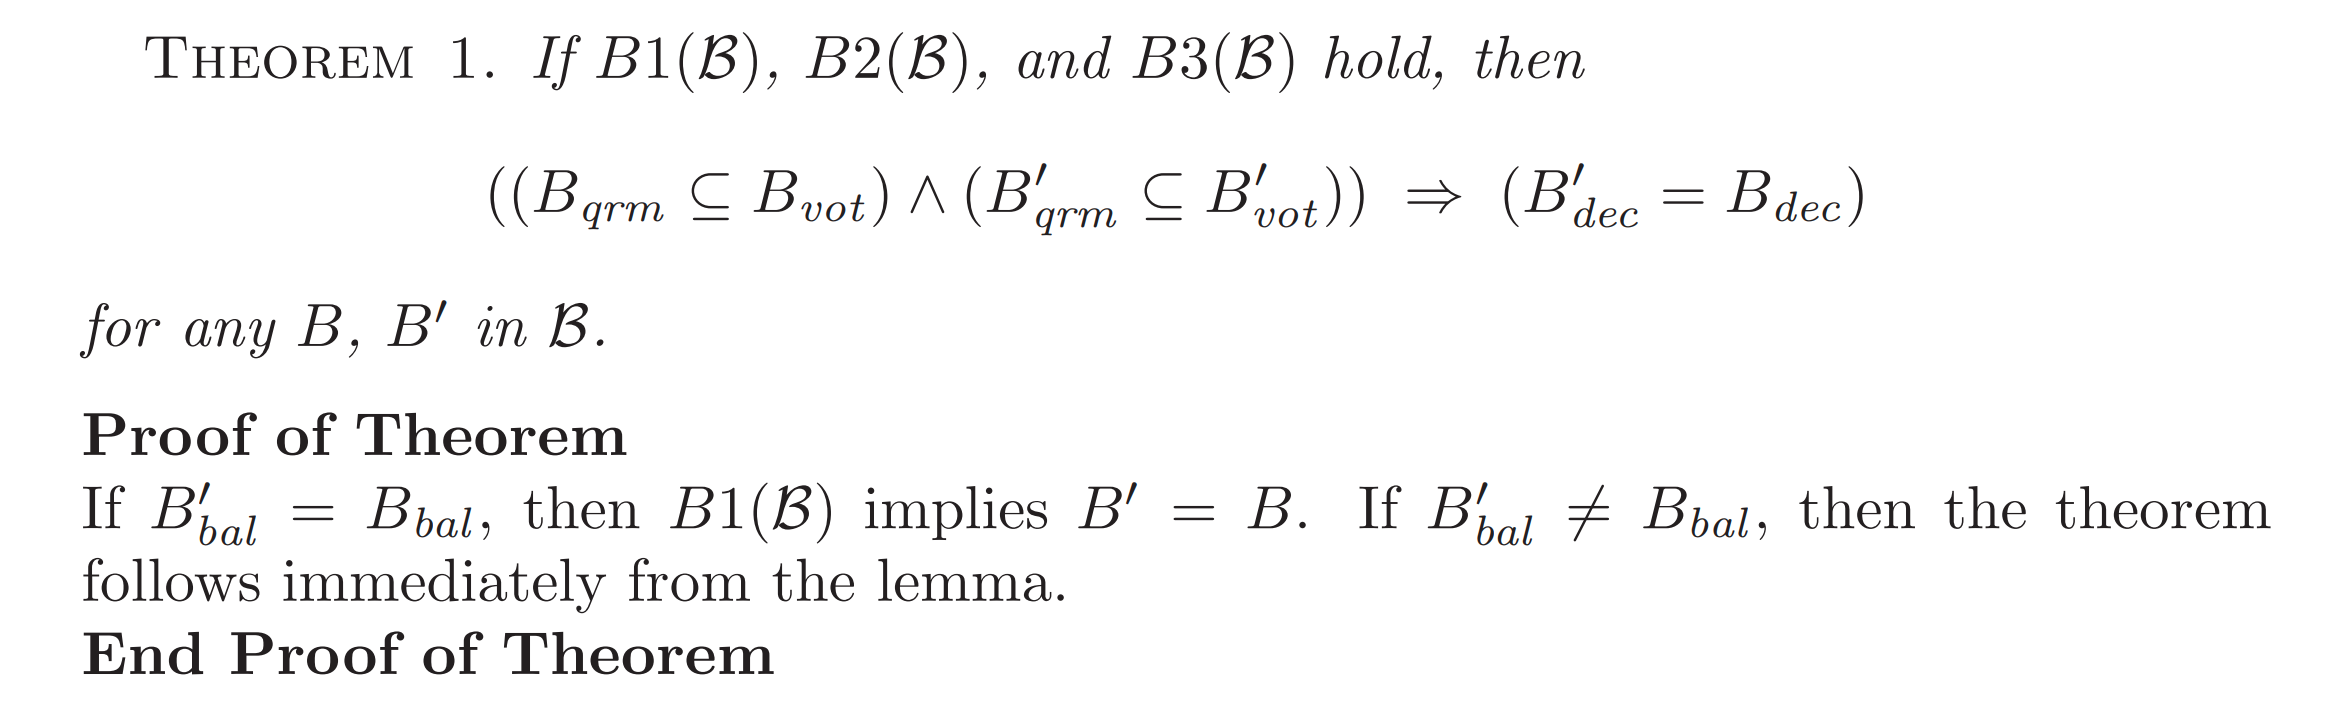 THEOREM 1. If B1(ℬ), B2(ℬ), and B3(ℬ) hold, then
((B_qrm ⊆ B_vot) ∧ (B′_qrm ⊆ B′_vot)) ⇒ (B′_dec = B_dec)
for any B, B′ in ℬ.
Proof of Theorem
If B′_bal = B_bal, then B1(ℬ) implies B′ = B. If B′_bal ≠ B_bal, then the theorem
follows immediately from the lemma.
End Proof of Theorem